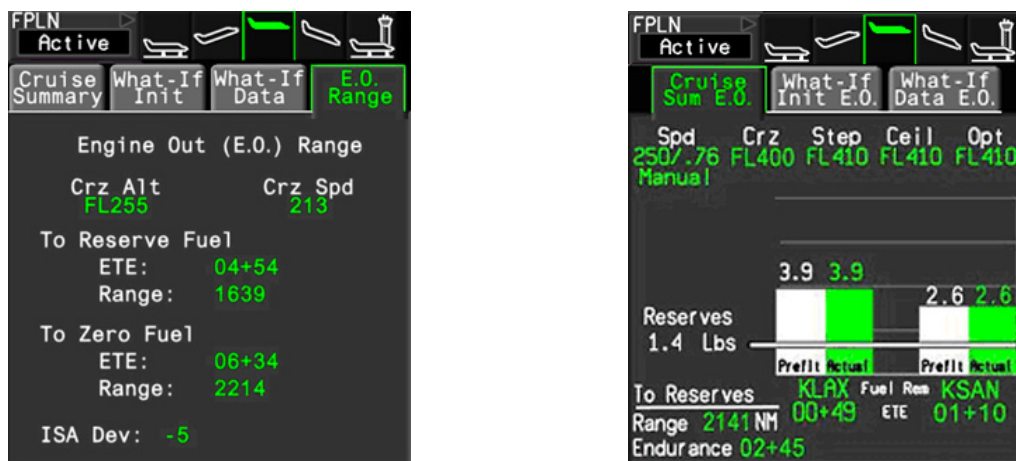 FPLN
Active
Cruise Summary
What-If Init
What-If Data
E.O. Range
Engine Out (E.O.) Range
Crz Alt Crz Spd
FL255 213
To Reserve Fuel
ETE: 04+54
Range: 1639
To Zero Fuel
ETE: 06+34
Range: 2214
ISA Dev: -5
FPLN
Active
Cruise Sum E.O.
What-If Init E.O.
What-If Data E.O.
Spd Crz Step Ceil Opt
250/.76 FL400 FL410 FL410 FL410
Manual
3.9 3.9
2.6 2.6
Reserves
1.4 Lbs
Preflt Actual Preflt Actual
To Reserves KLAX Fuel Rem KSAN
Range 2141 NM 00+49 ETE 01+10
Endurance 02+45